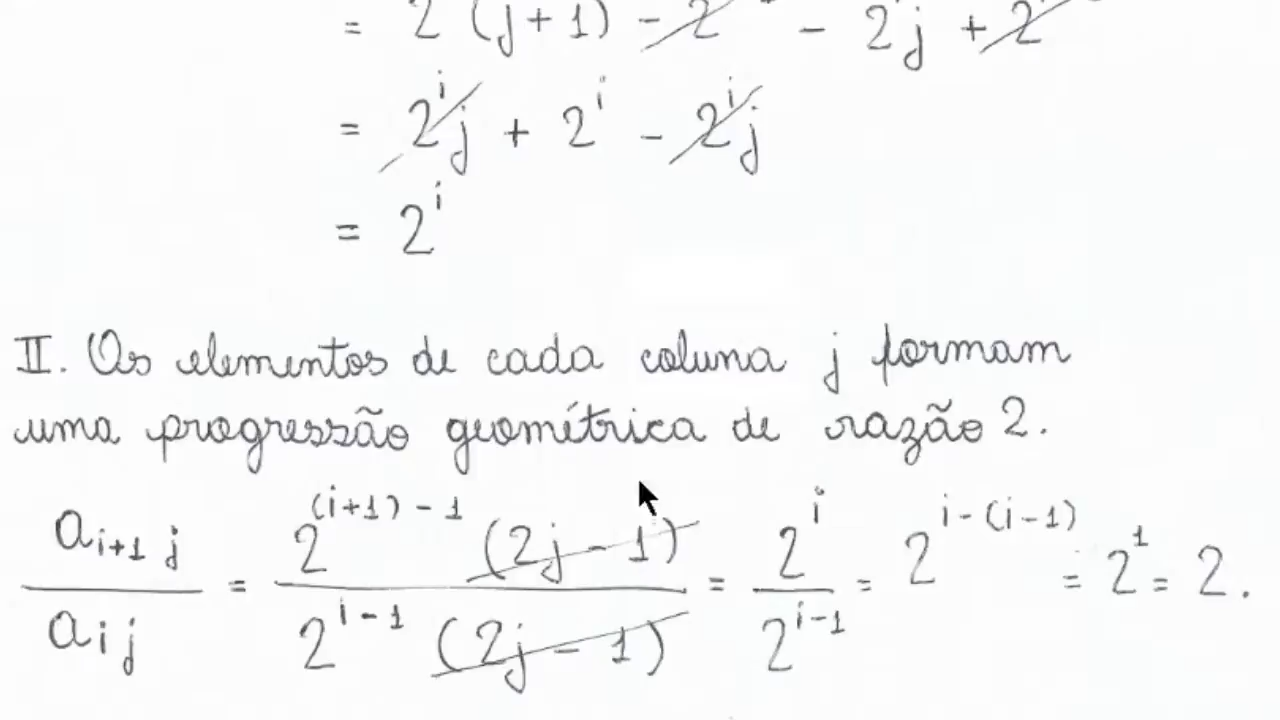 = 2 (j+1) - 2 - 2 j + 2
= 2^i j + 2^i - 2^i j
= 2^i
II. Os elementos de cada coluna j formam
uma progressão geométrica de razão 2.
a_{i+1 j} / a_{i j} = 2^{(i+1)-1} (2j-1) / 2^{i-1} (2j-1) = 2^i / 2^{i-1} = 2^{i-(i-1)} = 2^1 = 2.